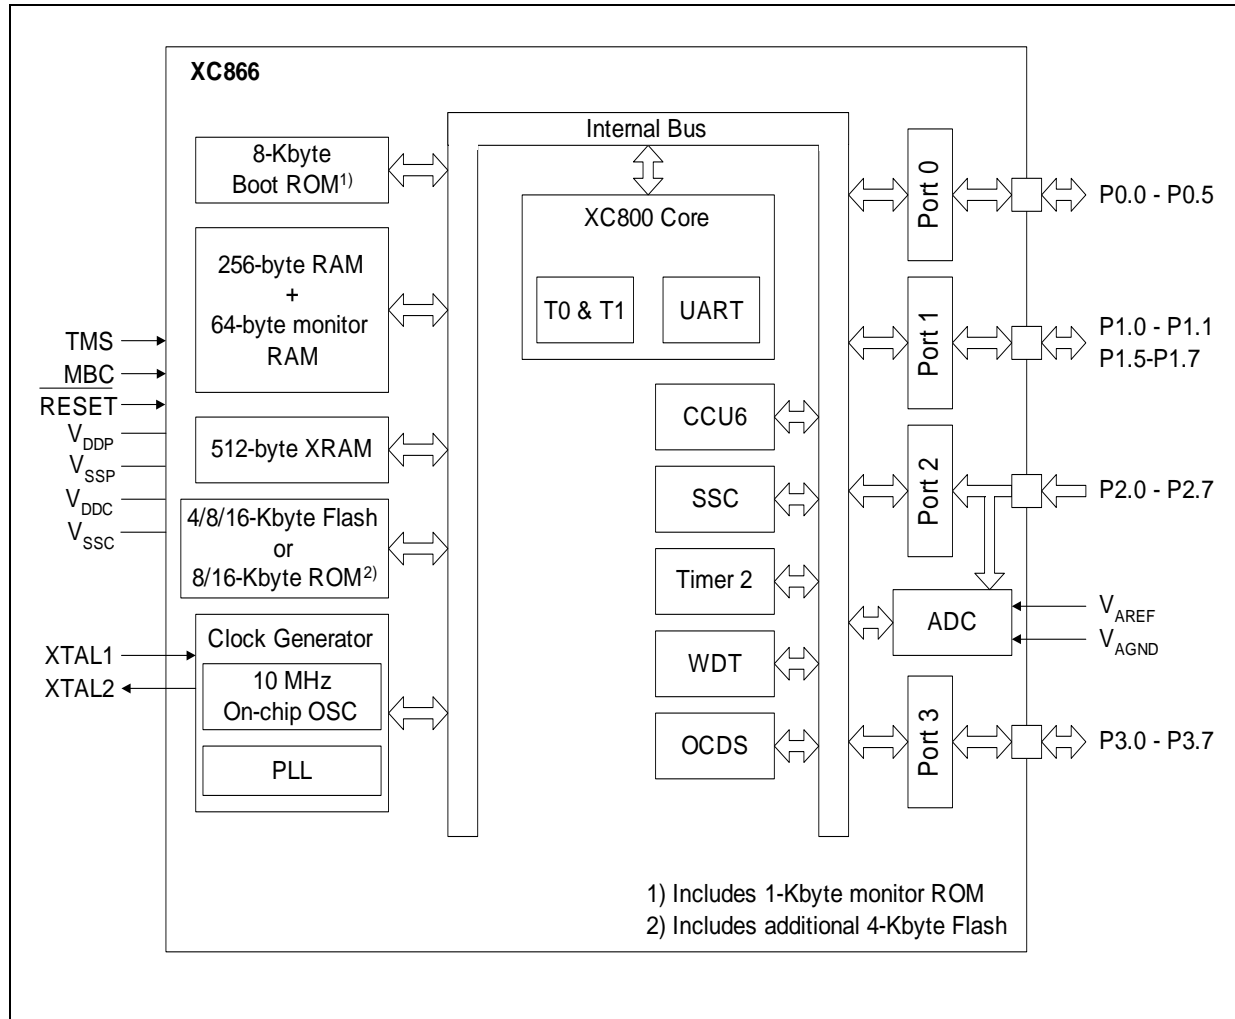 XC866
Internal Bus
8-Kbyte
Boot ROM1)
256-byte RAM
+
64-byte monitor
RAM
512-byte XRAM
4/8/16-Kbyte Flash
or
8/16-Kbyte ROM2)
Clock Generator
10 MHz
On-chip OSC
PLL
TMS
MBC
RESET
VDDP
VSSP
VDDC
VSSC
XTAL1
XTAL2
XC800 Core
T0 & T1
UART
CCU6
SSC
Timer 2
WDT
OCDS
Port 0
Port 1
Port 2
ADC
Port 3
P0.0 - P0.5
P1.0 - P1.1
P1.5-P1.7
P2.0 - P2.7
VAREF
VAGND
P3.0 - P3.7
1) Includes 1-Kbyte monitor ROM
2) Includes additional 4-Kbyte Flash